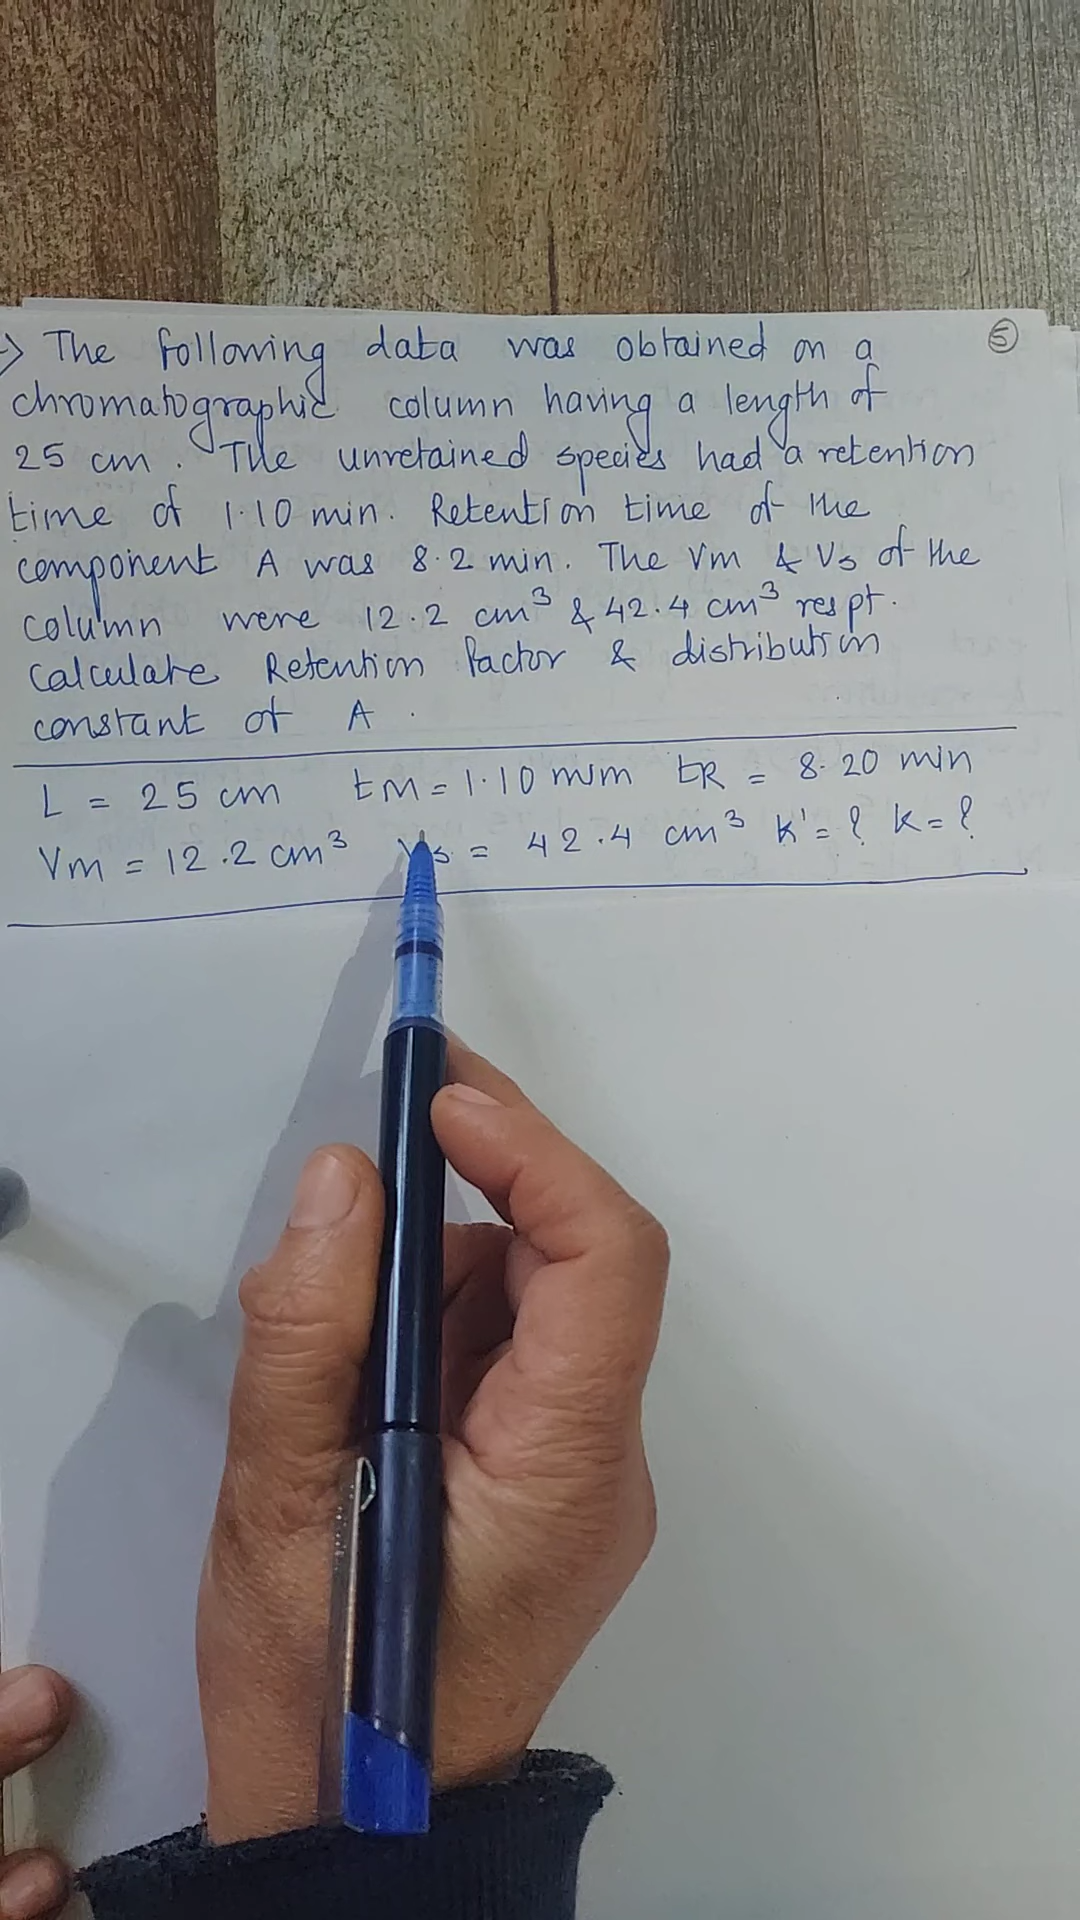 → The following data was obtained on a
⑤
chromatographic column having a length of
25 cm. The unretained species had a retention
time of 1.10 min. Retention time of the
component A was 8.2 min. The Vm & Vs of the
column were 12.2 cm³ & 42.4 cm³ respt.
Calculate Retention factor & distribution
constant of A.
L = 25 cm tM = 1.10 min tR = 8.20 min
Vm = 12.2 cm³ Vs = 42.4 cm³ K' = ? K = ?